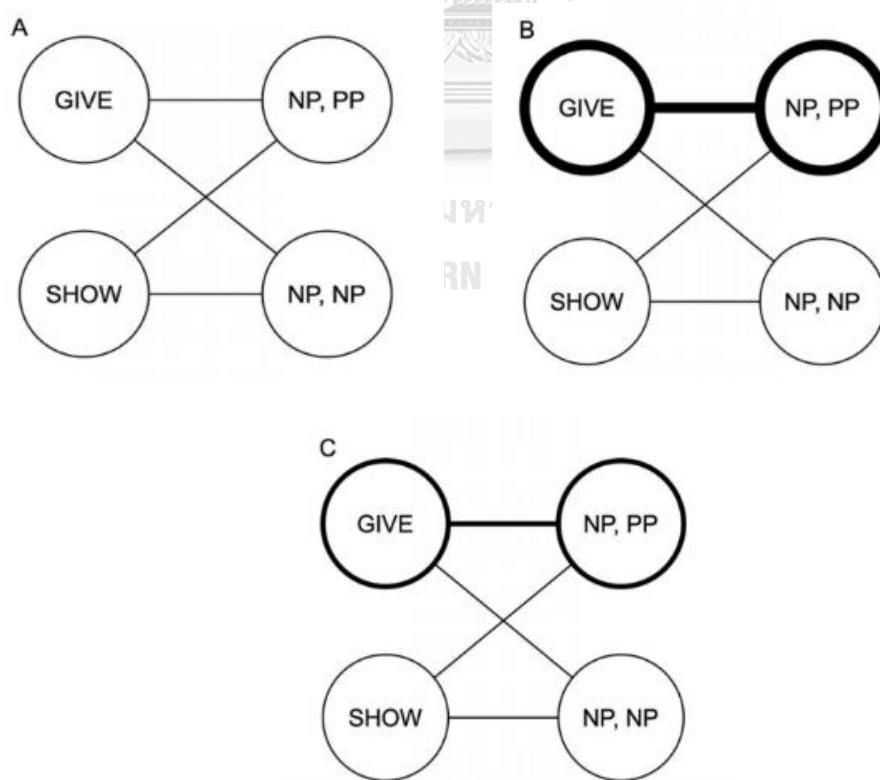 A
GIVE
NP, PP
SHOW
NP, NP
B
GIVE
NP, PP
SHOW
NP, NP
C
GIVE
NP, PP
SHOW
NP, NP